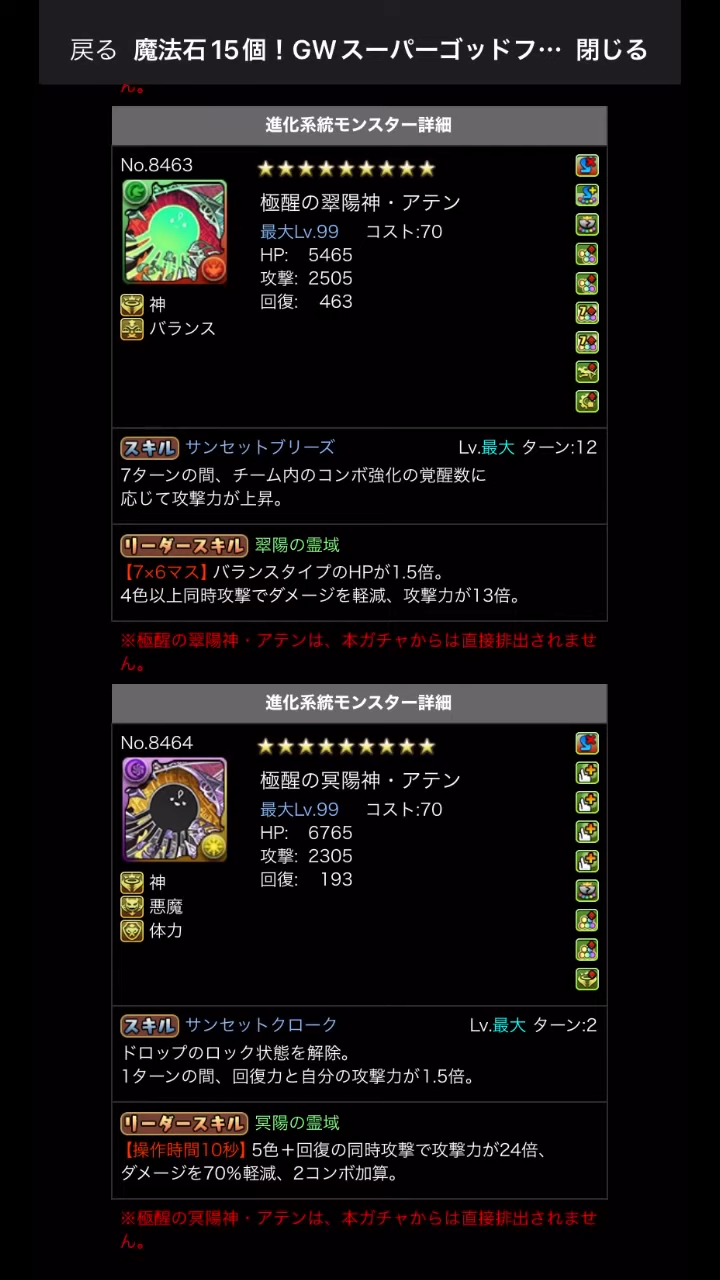 戻る 魔法石15個！GWスーパーゴッドフ… 閉じる
ん。
進化系統モンスター詳細
No.8463 ★★★★★★★★★
極醒の翠陽神・アテン
最大Lv.99 コスト:70
HP: 5465
攻撃: 2505
回復: 463
神
バランス
スキル サンセットブリーズ Lv.最大 ターン:12
7ターンの間、チーム内のコンボ強化の覚醒数に
応じて攻撃力が上昇。
リーダースキル 翠陽の霊域
【7×6マス】バランスタイプのHPが1.5倍。
4色以上同時攻撃でダメージを軽減、攻撃力が13倍。
※極醒の翠陽神・アテンは、本ガチャからは直接排出されませ
ん。
進化系統モンスター詳細
No.8464 ★★★★★★★★★
極醒の冥陽神・アテン
最大Lv.99 コスト:70
HP: 6765
攻撃: 2305
回復: 193
神
悪魔
体力
スキル サンセットクローク Lv.最大 ターン:2
ドロップのロック状態を解除。
1ターンの間、回復力と自分の攻撃力が1.5倍。
リーダースキル 冥陽の霊域
【操作時間10秒】5色＋回復の同時攻撃で攻撃力が24倍、
ダメージを70%軽減、2コンボ加算。
※極醒の冥陽神・アテンは、本ガチャからは直接排出されませ
ん。